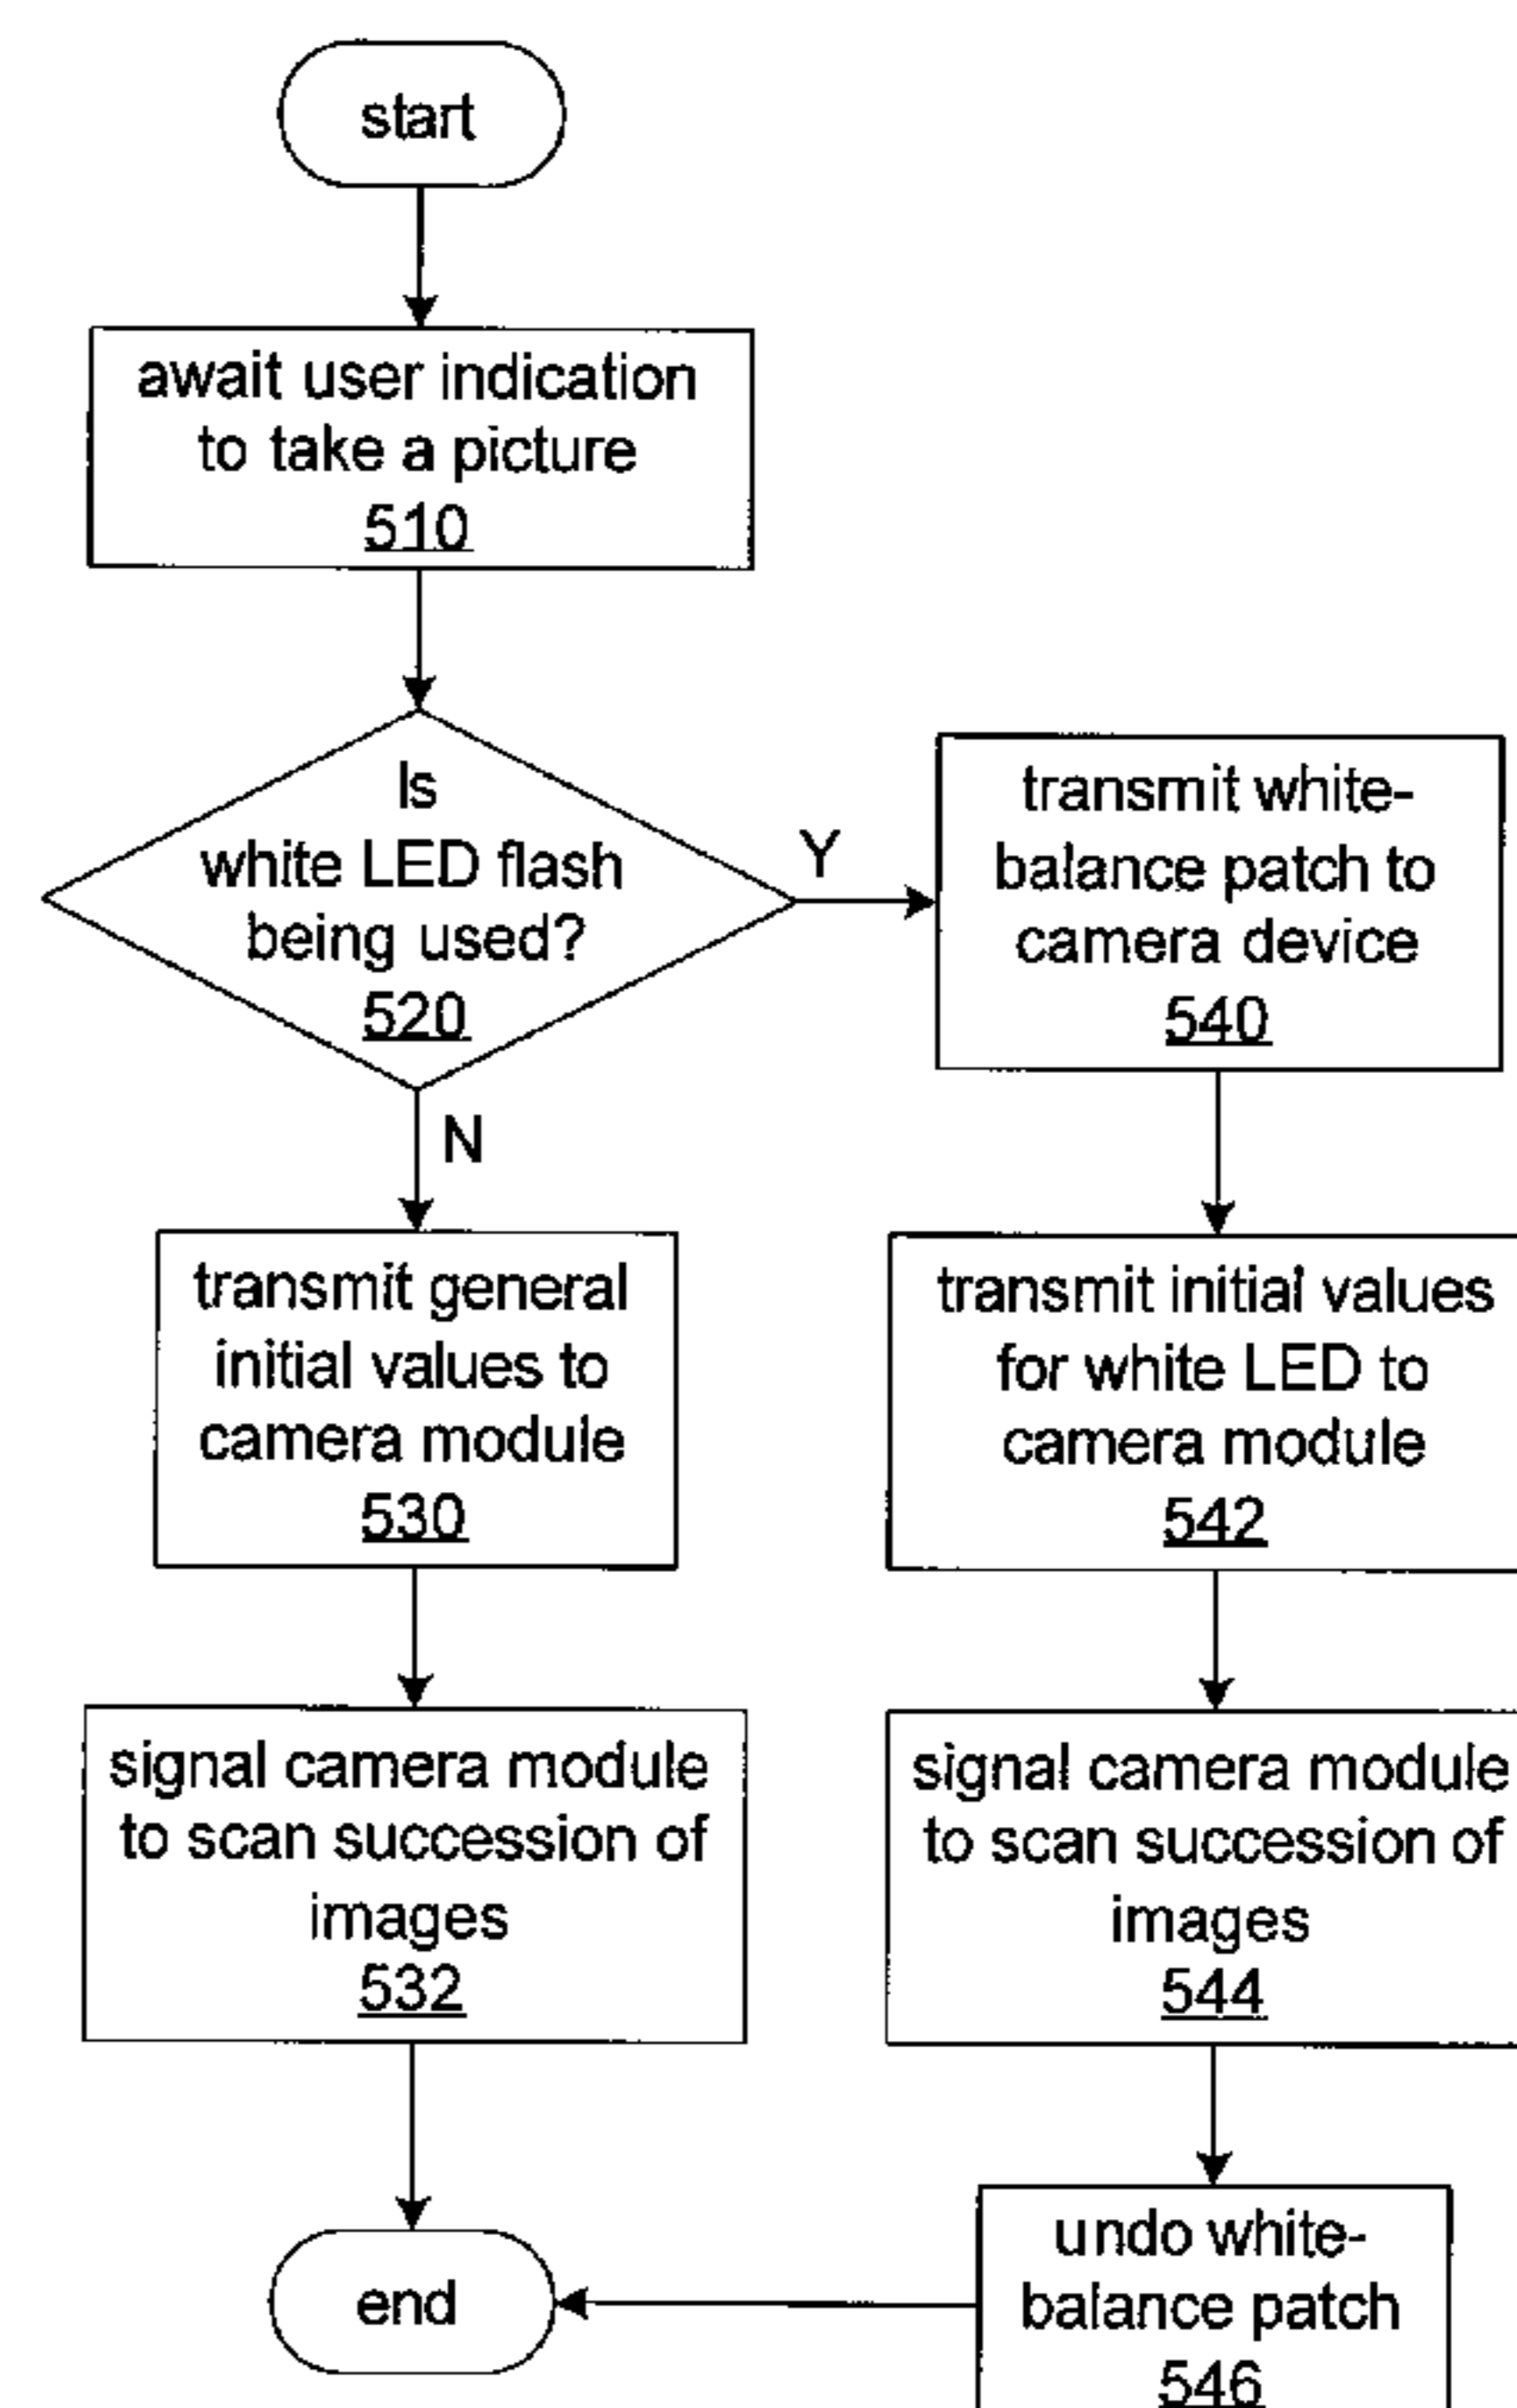 start
await user indication
to take a picture
510
Is
white LED flash
being used?
520
Y
N
transmit general
initial values to
camera module
530
signal camera module
to scan succession of
images
532
end
transmit white-
balance patch to
camera device
540
transmit initial values
for white LED to
camera module
542
signal camera module
to scan succession of
images
544
undo white-
balance patch
546